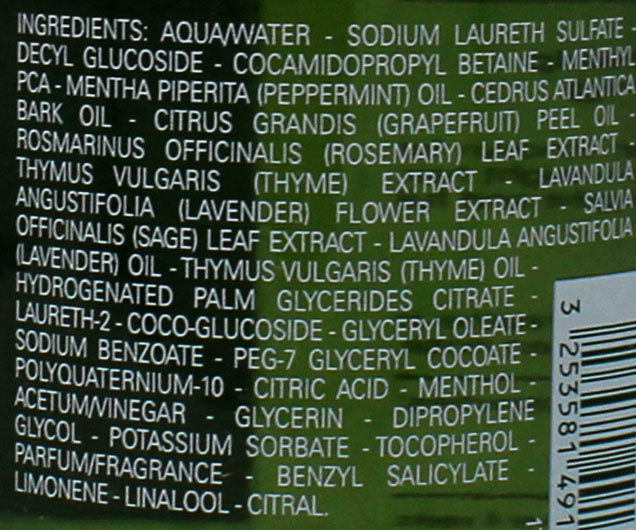 INGREDIENTS: AQUA/WATER - SODIUM LAURETH SULFATE -
DECYL GLUCOSIDE - COCAMIDOPROPYL BETAINE - MENTHYL
PCA - MENTHA PIPERITA (PEPPERMINT) OIL - CEDRUS ATLANTICA
BARK OIL - CITRUS GRANDIS (GRAPEFRUIT) PEEL OIL -
ROSMARINUS OFFICINALIS (ROSEMARY) LEAF EXTRACT -
THYMUS VULGARIS (THYME) EXTRACT - LAVANDULA
ANGUSTIFOLIA (LAVENDER) FLOWER EXTRACT - SALVIA
OFFICINALIS (SAGE) LEAF EXTRACT - LAVANDULA ANGUSTIFOLIA
(LAVENDER) OIL - THYMUS VULGARIS (THYME) OIL -
HYDROGENATED PALM GLYCERIDES CITRATE -
LAURETH-2 - COCO-GLUCOSIDE - GLYCERYL OLEATE -
SODIUM BENZOATE - PEG-7 GLYCERYL COCOATE -
POLYQUATERNIUM-10 - CITRIC ACID - MENTHOL -
ACETUM/VINEGAR - GLYCERIN - DIPROPYLENE
GLYCOL - POTASSIUM SORBATE - TOCOPHEROL -
PARFUM/FRAGRANCE - BENZYL SALICYLATE -
LIMONENE - LINALOOL - CITRAL.
3 253581 491